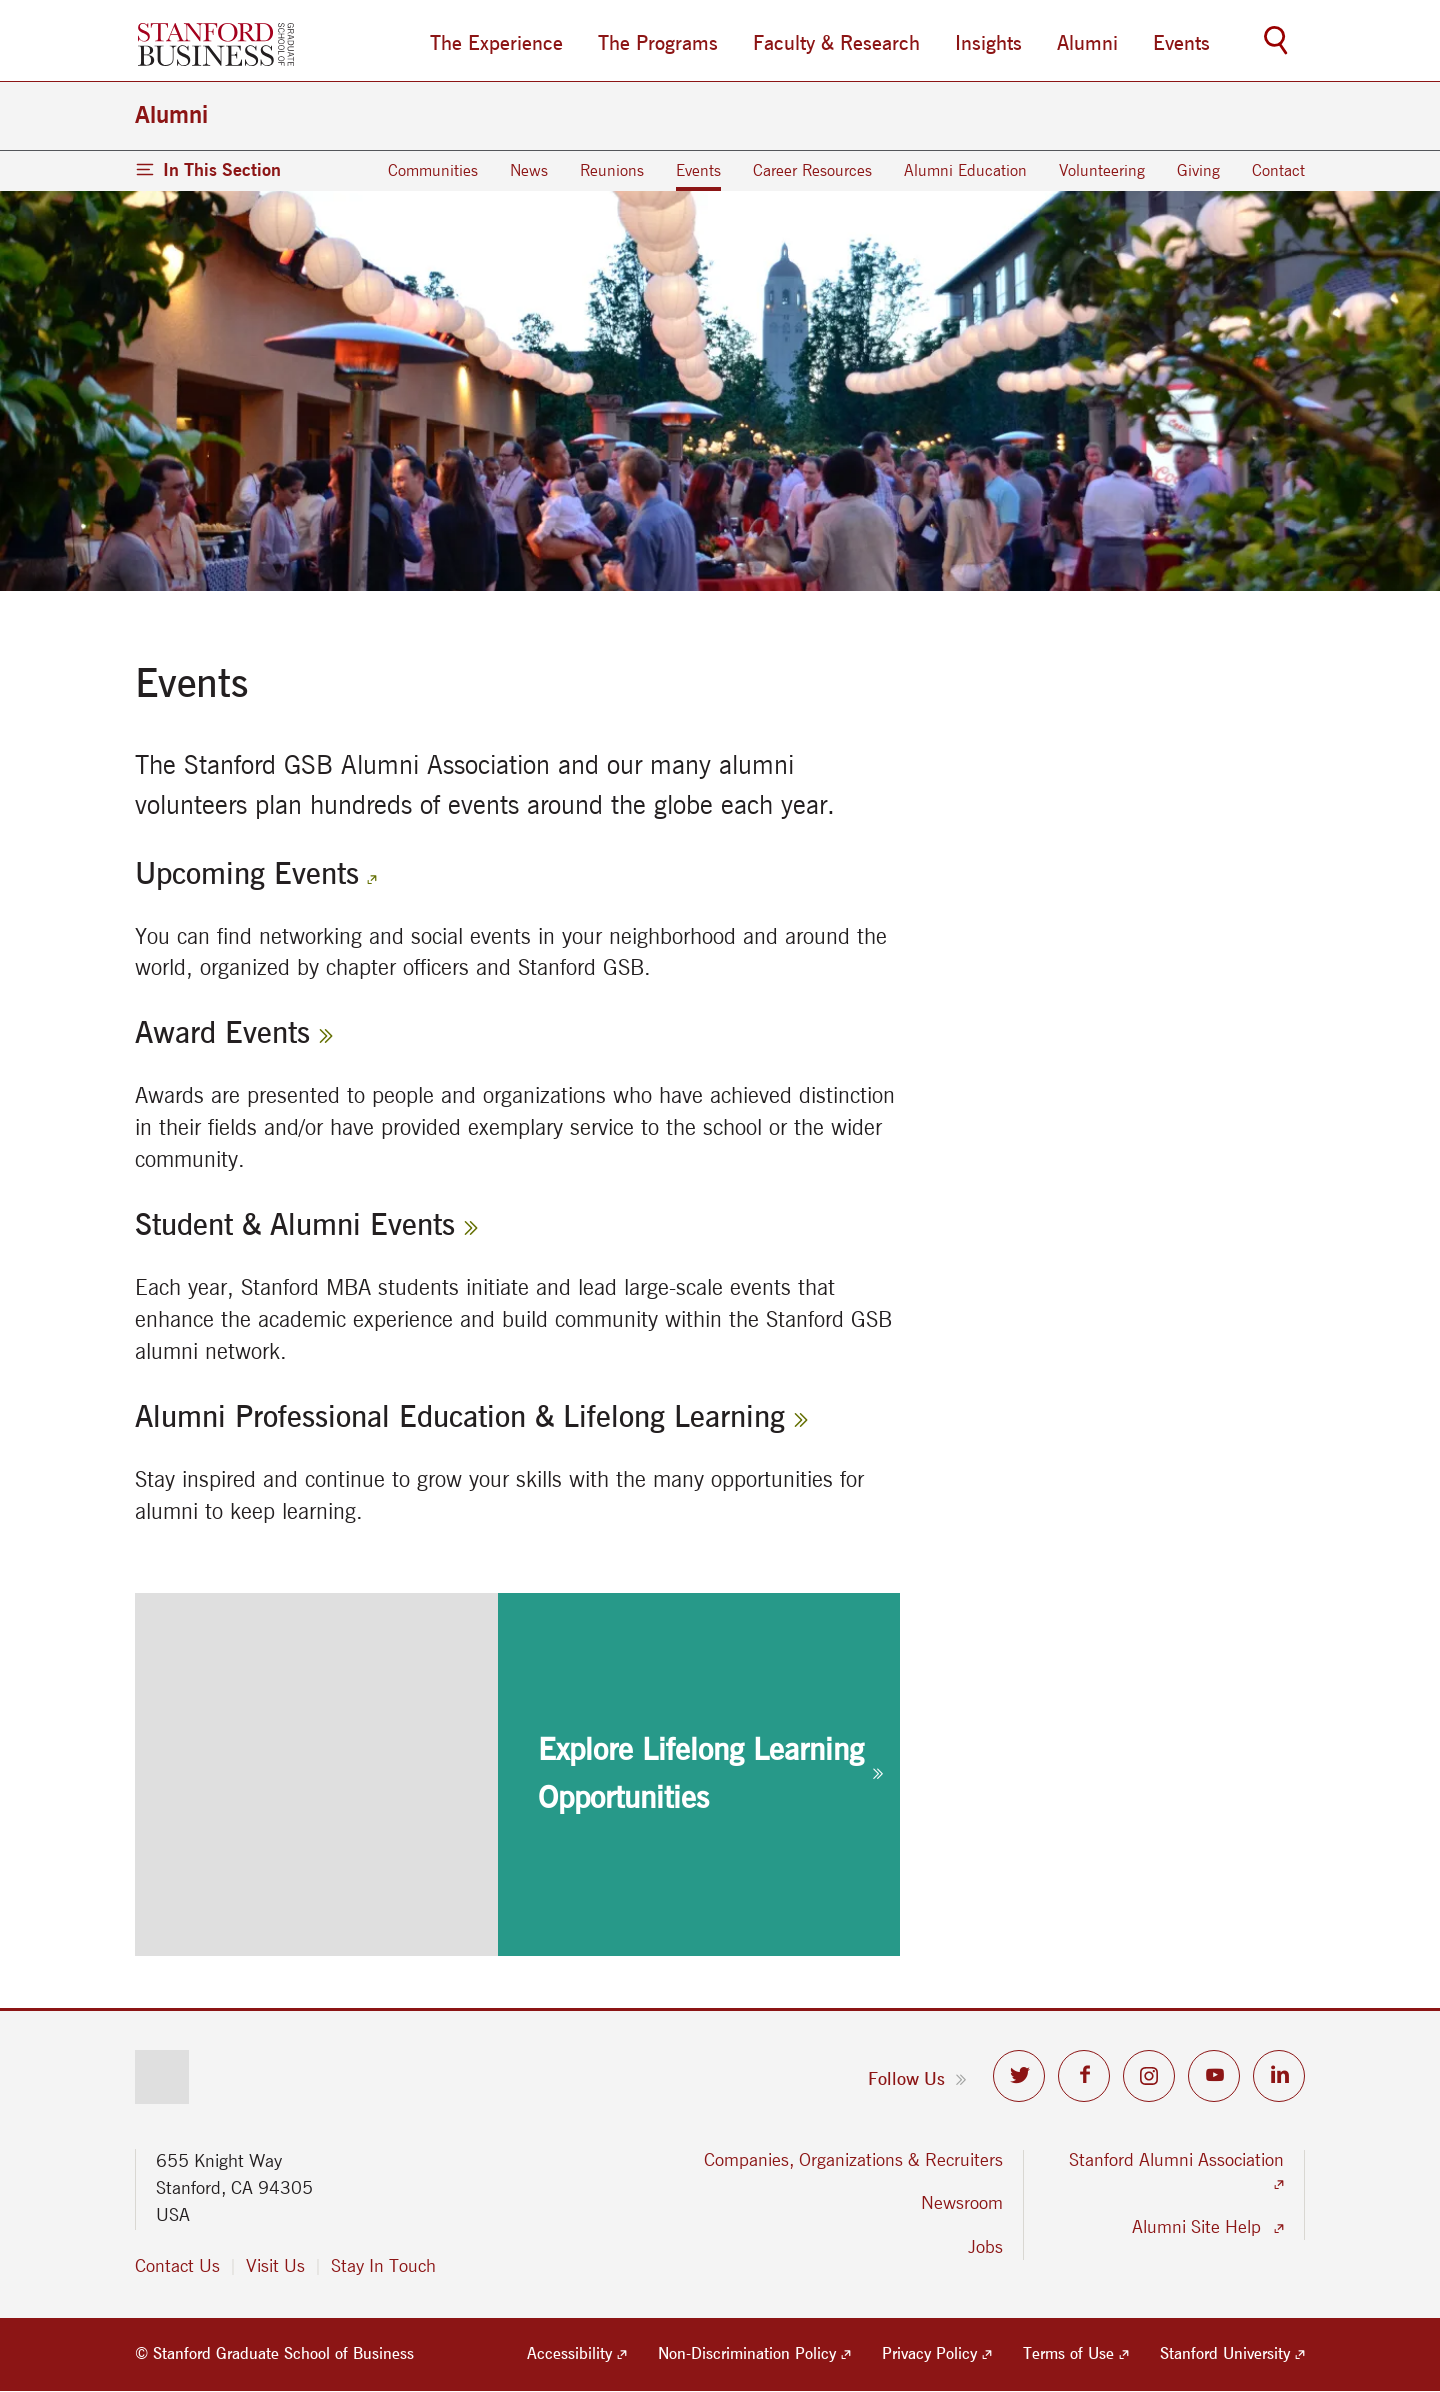 STANFORD
BUSINESS
GRADUATE
SCHOOL OF
The Experience
The Programs
Faculty & Research
Insights
Alumni
Events
Alumni
In This Section
Communities
News
Reunions
Events
Career Resources
Alumni Education
Volunteering
Giving
Contact
Events
The Stanford GSB Alumni Association and our many alumni
volunteers plan hundreds of events around the globe each year.
Upcoming Events
You can find networking and social events in your neighborhood and around the
world, organized by chapter officers and Stanford GSB.
Award Events
Awards are presented to people and organizations who have achieved distinction
in their fields and/or have provided exemplary service to the school or the wider
community.
Student & Alumni Events
Each year, Stanford MBA students initiate and lead large-scale events that
enhance the academic experience and build community within the Stanford GSB
alumni network.
Alumni Professional Education & Lifelong Learning
Stay inspired and continue to grow your skills with the many opportunities for
alumni to keep learning.
Explore Lifelong Learning
Opportunities
Follow Us
655 Knight Way
Stanford, CA 94305
USA
Contact Us
Visit Us
Stay In Touch
Companies, Organizations & Recruiters
Newsroom
Jobs
Stanford Alumni Association
Alumni Site Help
© Stanford Graduate School of Business
Accessibility
Non-Discrimination Policy
Privacy Policy
Terms of Use
Stanford University